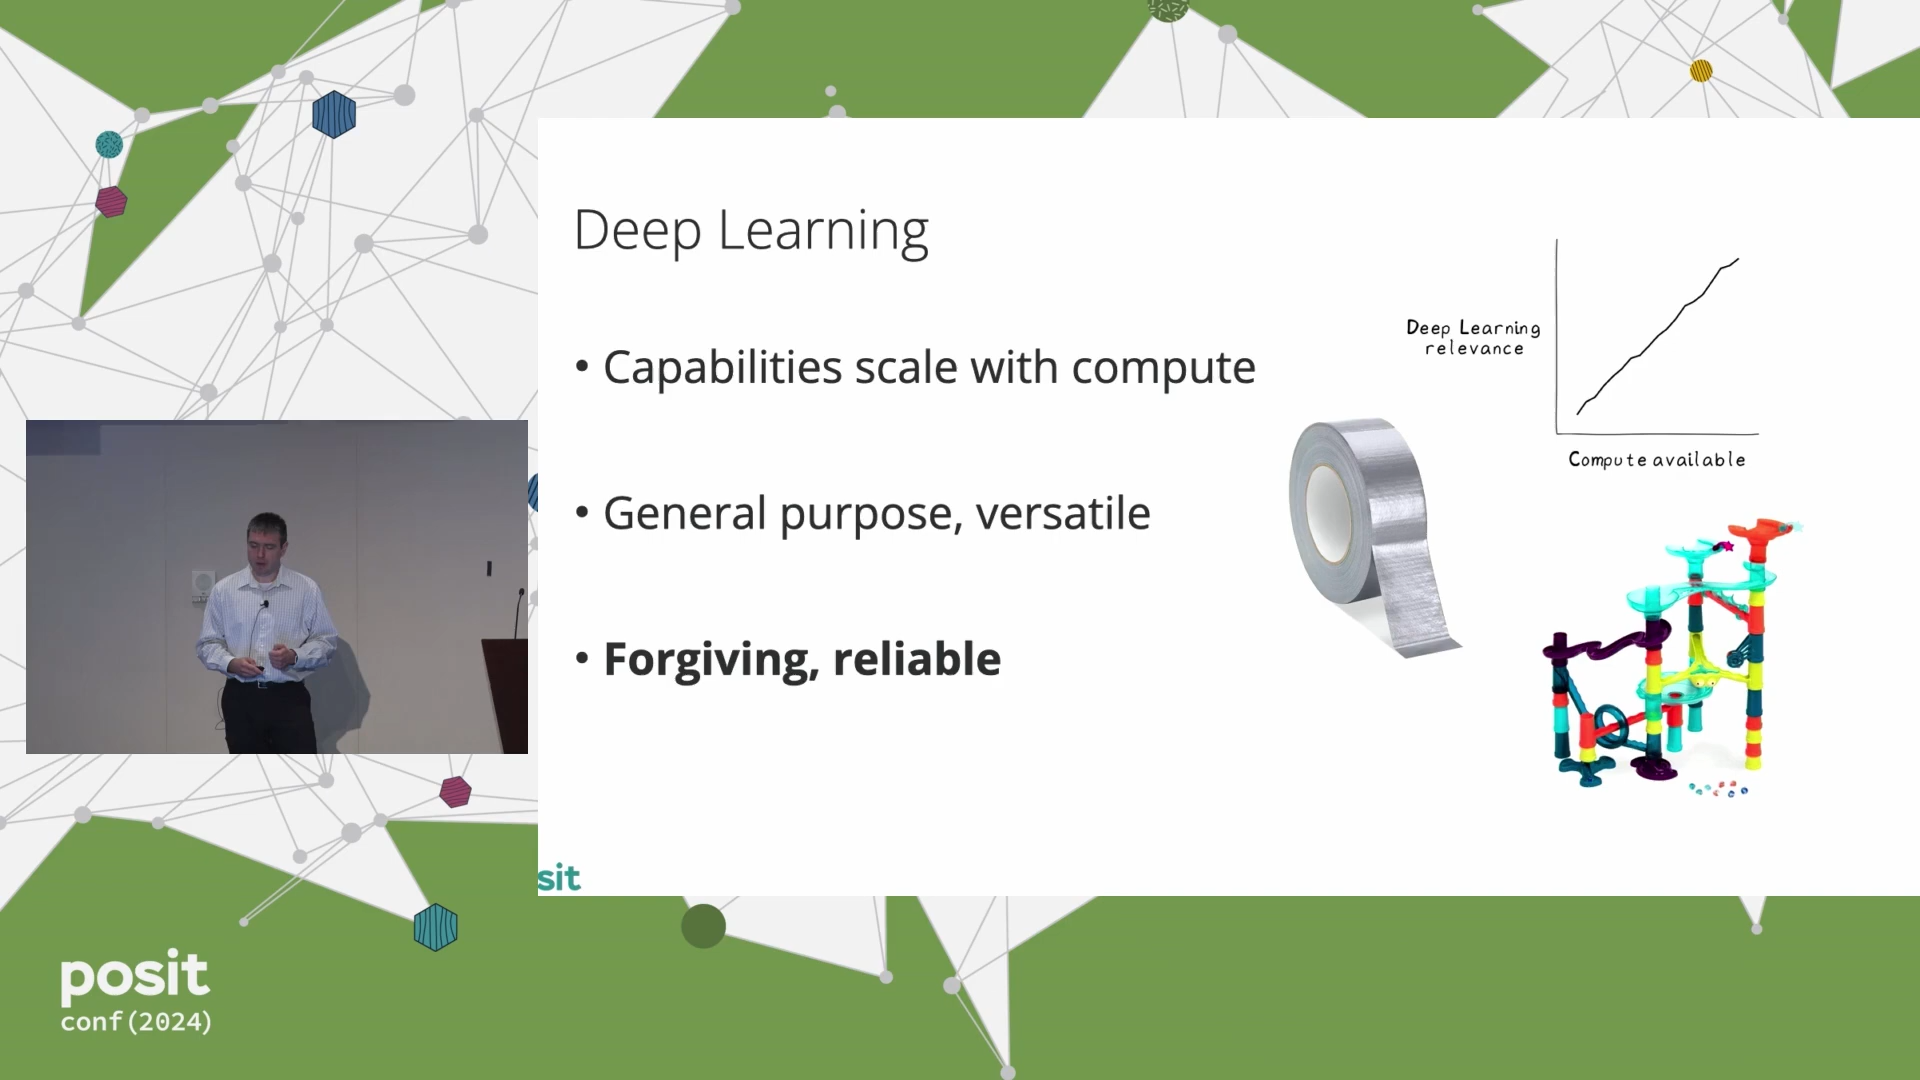 Deep Learning
• Capabilities scale with compute
• General purpose, versatile
• Forgiving, reliable
Deep Learning
relevance
Compute available
sit
posit
conf(2024)